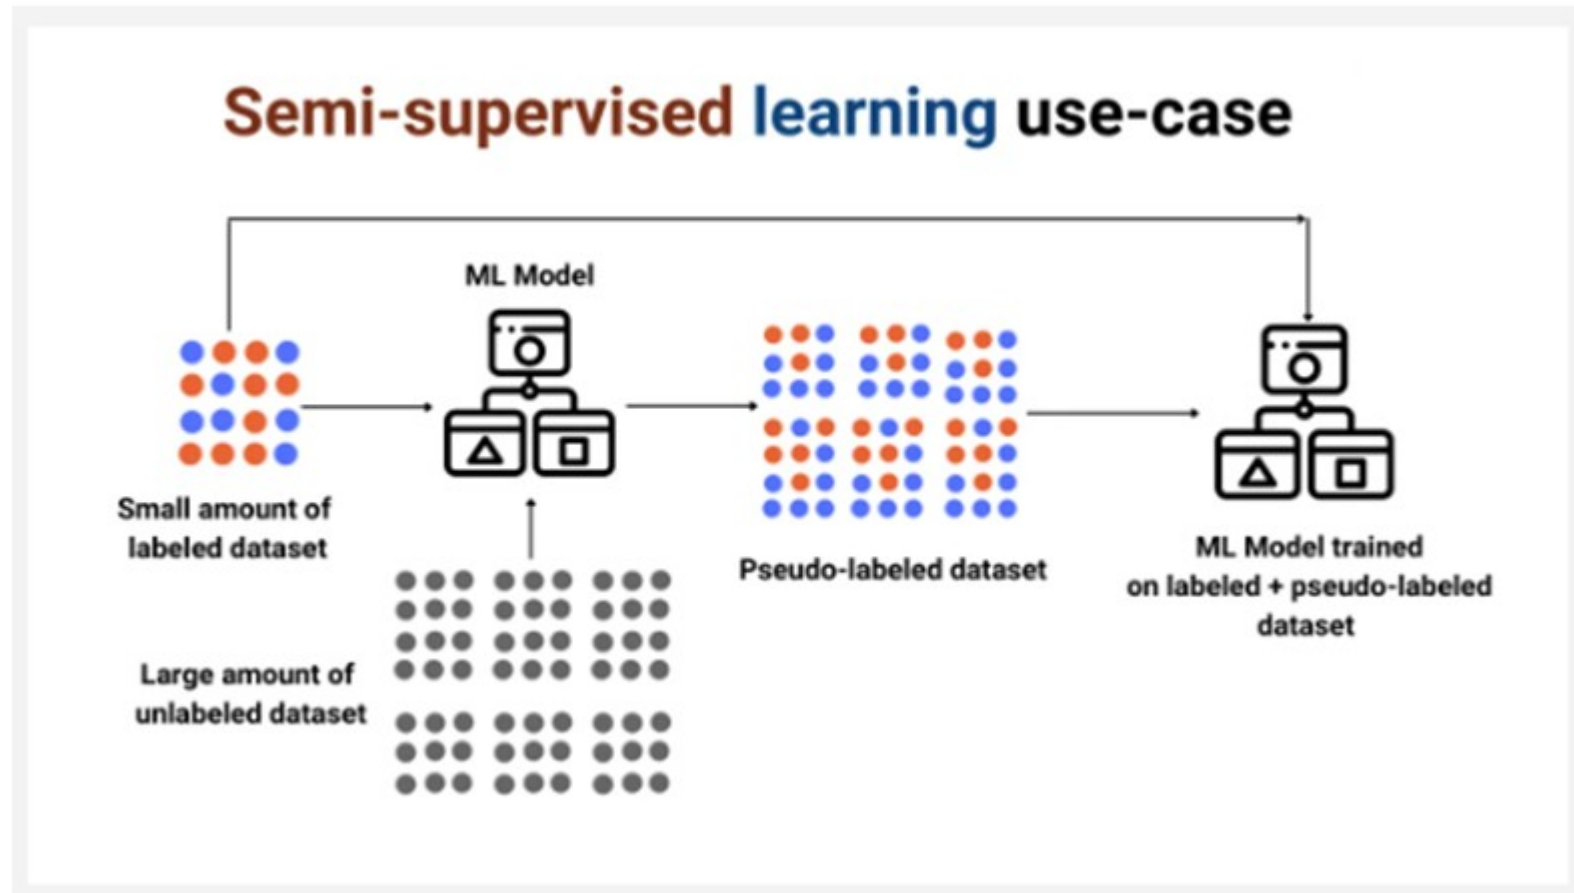 Semi-supervised learning use-case
ML Model
Small amount of
labeled dataset
Large amount of
unlabeled dataset
Pseudo-labeled dataset
ML Model trained
on labeled + pseudo-labeled
dataset